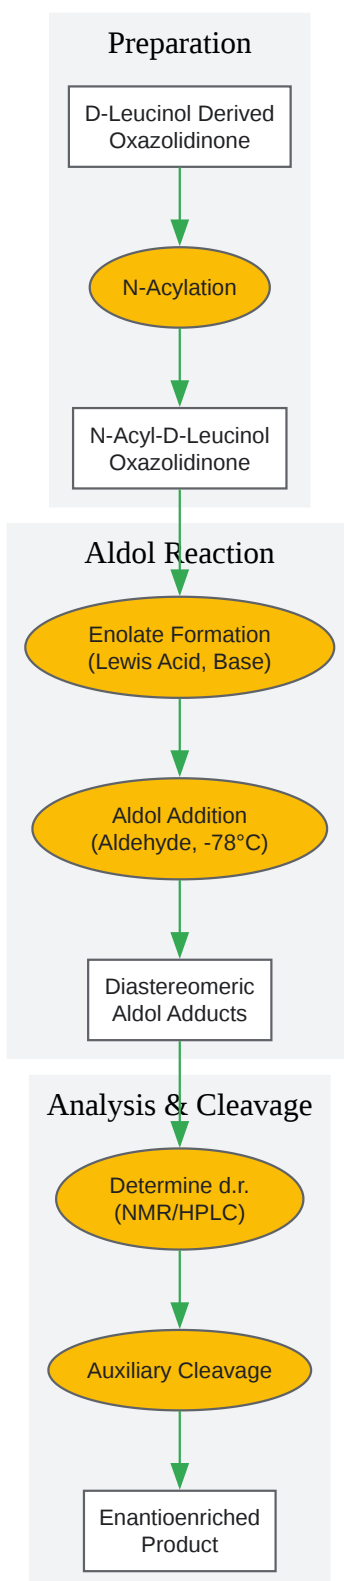 Preparation
D-Leucinol Derived
Oxazolidinone
N-Acylation
N-Acyl-D-Leucinol
Oxazolidinone
Aldol Reaction
Enolate Formation
(Lewis Acid, Base)
Aldol Addition
(Aldehyde, -78°C)
Diastereomeric
Aldol Adducts
Analysis & Cleavage
Determine d.r.
(NMR/HPLC)
Auxiliary Cleavage
Enantioenriched
Product